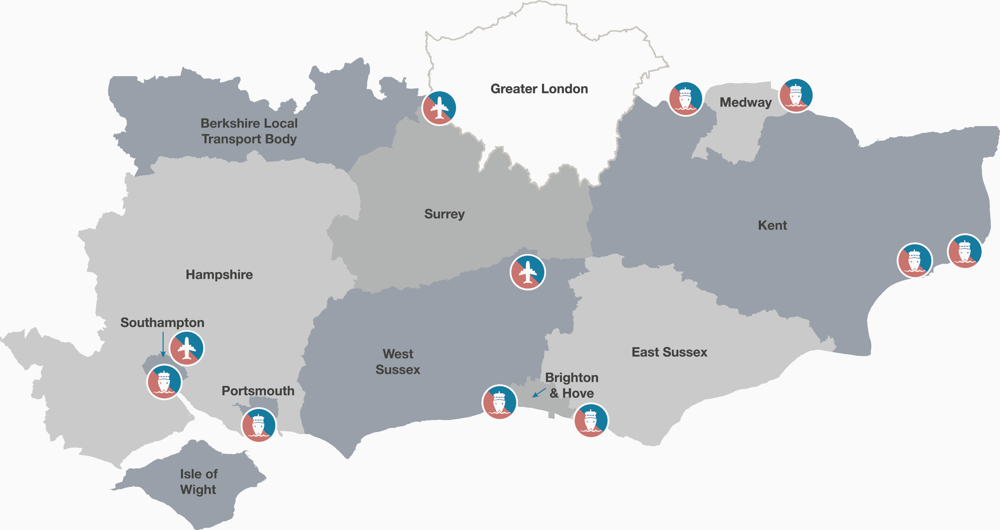 Greater London
Medway
Berkshire Local
Transport Body
Surrey
Kent
Hampshire
Southampton
West
Sussex
East Sussex
Brighton
& Hove
Portsmouth
Isle of
Wight